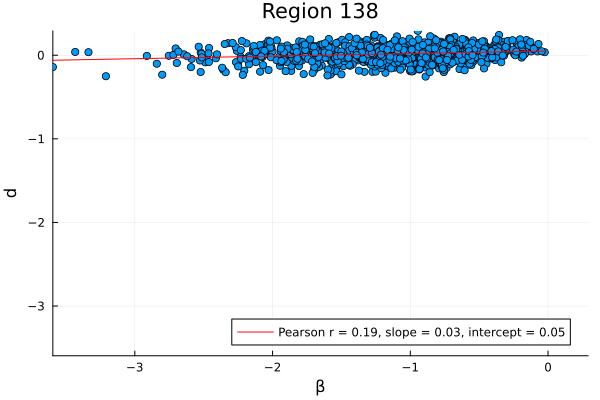 Region 138
0
−1
−2
−3
d
Pearson r = 0.19, slope = 0.03, intercept = 0.05
−3
−2
−1
0
β